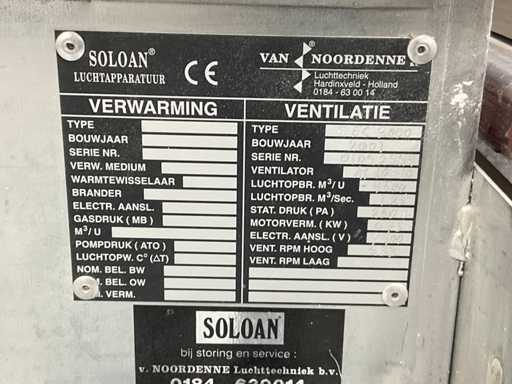 SOLOAN®
LUCHTAPPARATUUR
CE
VAN NOORDENNE
Luchttechniek
Hardinxveld - Holland
0184 - 63 00 14
VERWARMING
TYPE
BOUWJAAR
SERIE NR.
VERW. MEDIUM
WARMTEWISSELAAR
BRANDER
ELECTR. AANSL.
GASDRUK ( MB )
M³/ U
POMPDRUK ( ATO )
LUCHTOPW. C° (ΔT)
NOM. BEL. BW
NOM. BEL. OW
VERM.
VENTILATIE
TYPE
BOUWJAAR
SERIE NR.
VENTILATOR
LUCHTOPBR. M³/ U
LUCHTOPBR. M³/Sec.
STAT. DRUK ( PA )
MOTORVERM. ( KW )
ELECTR. AANSL. ( V )
VENT. RPM HOOG
VENT. RPM LAAG
SOLOAN®
bij storing en service :
v. NOORDENNE Luchttechniek b.v.
0184 - 630014